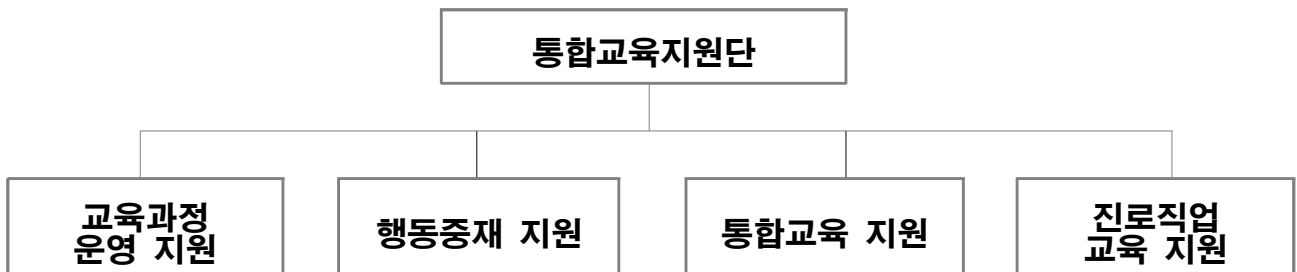 통합교육지원단
교육과정
운영 지원
행동중재 지원
통합교육 지원
진로직업
교육 지원